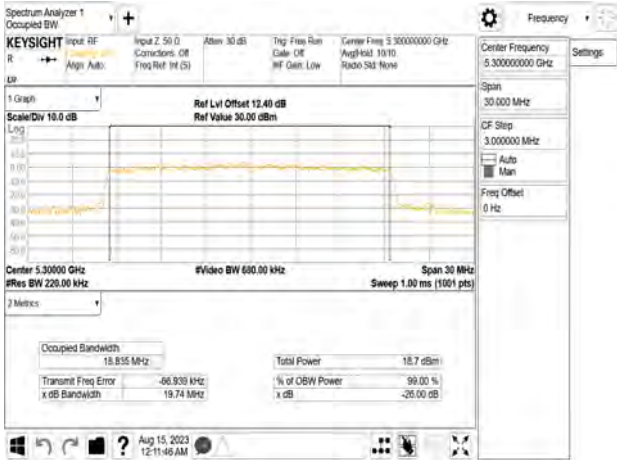 Spectrum Analyzer 1
Occupied BW
+
Frequency
KEYSIGHT
R
Input: RF
Align: Auto
Input Z: 50 Ω
Corrections: Off
Freq Ref: Int (S)
Atten: 30 dB
Trig: Free Run
Gate: Off
#IF Gain: Low
Center Freq: 5.300000000 GHz
Avg|Hold: 10/10
Radio Std: None
Center Frequency
5.300000000 GHz
Settings
Span
30.000 MHz
CF Step
3.000000 MHz
Auto
Man
Freq Offset
0 Hz
1 Graph
Scale/Div 10.0 dB
Log
Ref Lvl Offset 12.40 dB
Ref Value 30.00 dBm
0.00
Center 5.30000 GHz
#Res BW 220.00 kHz
#Video BW 680.00 kHz
Span 30 MHz
Sweep 1.00 ms (1001 pts)
2 Metrics
Occupied Bandwidth
18.835 MHz
Total Power
18.7 dBm
Transmit Freq Error
-66.939 kHz
% of OBW Power
99.00 %
x dB Bandwidth
19.74 MHz
x dB
-26.00 dB
?
Aug 15, 2023
12:11:46 AM